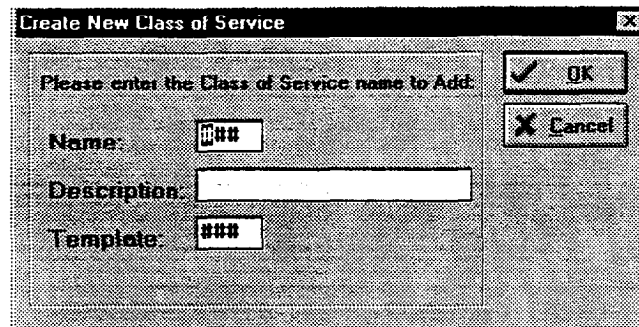 Create New Class of Service
Please enter the Class of Service name to Add:
OK
Name: ###
Cancel
Description:
Template: ###